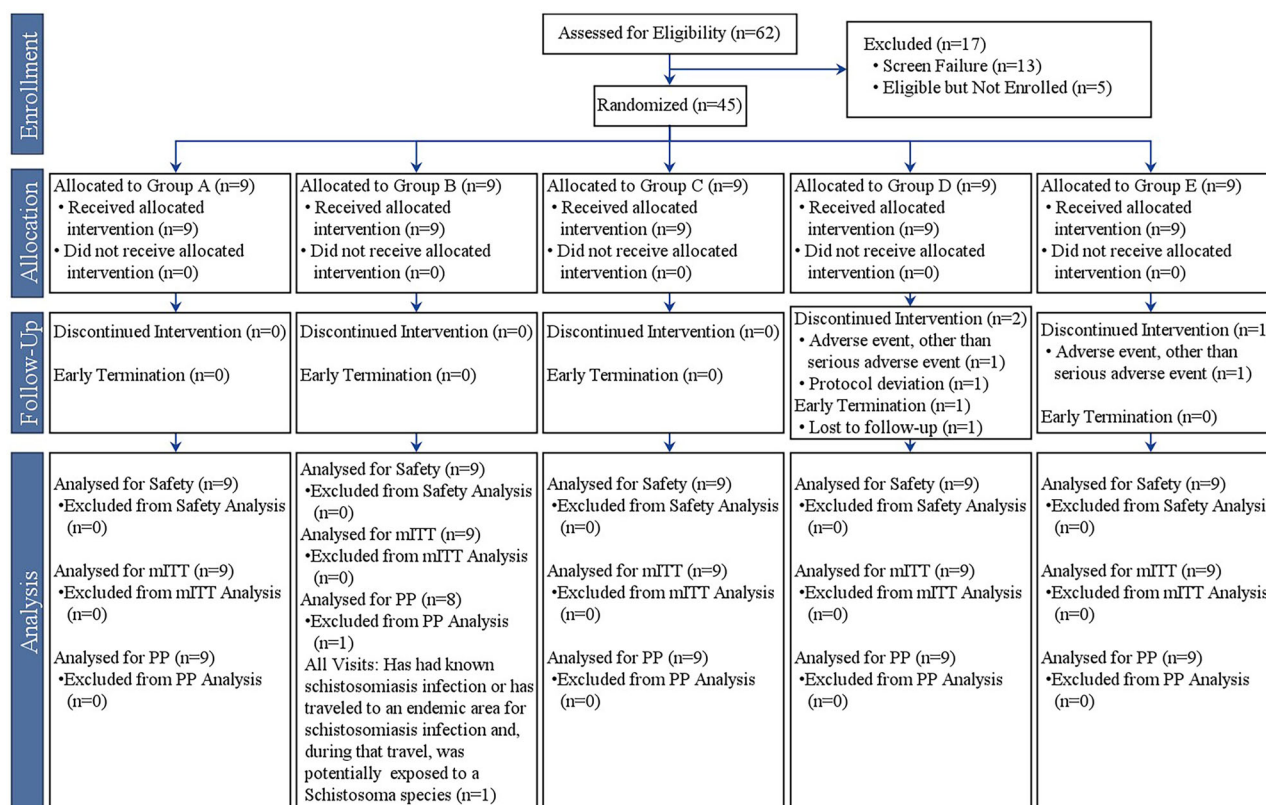 Enrollment
Assessed for Eligibility (n=62)
Excluded (n=17)
• Screen Failure (n=13)
• Eligible but Not Enrolled (n=5)
Randomized (n=45)
Allocation
Allocated to Group A (n=9)
• Received allocated
intervention (n=9)
• Did not receive allocated
intervention (n=0)
Allocated to Group B (n=9)
• Received allocated
intervention (n=9)
• Did not receive allocated
intervention (n=0)
Allocated to Group C (n=9)
• Received allocated
intervention (n=9)
• Did not receive allocated
intervention (n=0)
Allocated to Group D (n=9)
• Received allocated
intervention (n=9)
• Did not receive allocated
intervention (n=0)
Allocated to Group E (n=9)
• Received allocated
intervention (n=9)
• Did not receive allocated
intervention (n=0)
Follow-Up
Discontinued Intervention (n=0)
Early Termination (n=0)
Discontinued Intervention (n=0)
Early Termination (n=0)
Discontinued Intervention (n=0)
Early Termination (n=0)
Discontinued Intervention (n=2)
• Adverse event, other than
serious adverse event (n=1)
• Protocol deviation (n=1)
Early Termination (n=1)
• Lost to follow-up (n=1)
Discontinued Intervention (n=1
• Adverse event, other than
serious adverse event (n=1)
Early Termination (n=0)
Analysis
Analysed for Safety (n=9)
•Excluded from Safety Analysis
(n=0)
Analysed for mITT (n=9)
•Excluded from mITT Analysis
(n=0)
Analysed for PP (n=9)
•Excluded from PP Analysis
(n=0)
Analysed for Safety (n=9)
•Excluded from Safety Analysis
(n=0)
Analysed for mITT (n=9)
•Excluded from mITT Analysis
(n=0)
Analysed for PP (n=8)
•Excluded from PP Analysis
(n=1)
All Visits: Has had known
schistosomiasis infection or has
traveled to an endemic area for
schistosomiasis infection and,
during that travel, was
potentially exposed to a
Schistosoma species (n=1)
Analysed for Safety (n=9)
•Excluded from Safety Analysis
(n=0)
Analysed for mITT (n=9)
•Excluded from mITT Analysis
(n=0)
Analysed for PP (n=9)
•Excluded from PP Analysis
(n=0)
Analysed for Safety (n=9)
•Excluded from Safety Analysis
(n=0)
Analysed for mITT (n=9)
•Excluded from mITT Analysis
(n=0)
Analysed for PP (n=9)
•Excluded from PP Analysis
(n=0)
Analysed for Safety (n=9)
•Excluded from Safety Analysis
(n=0)
Analysed for mITT (n=9)
•Excluded from mITT Analysis
(n=0)
Analysed for PP (n=9)
•Excluded from PP Analysis
(n=0)